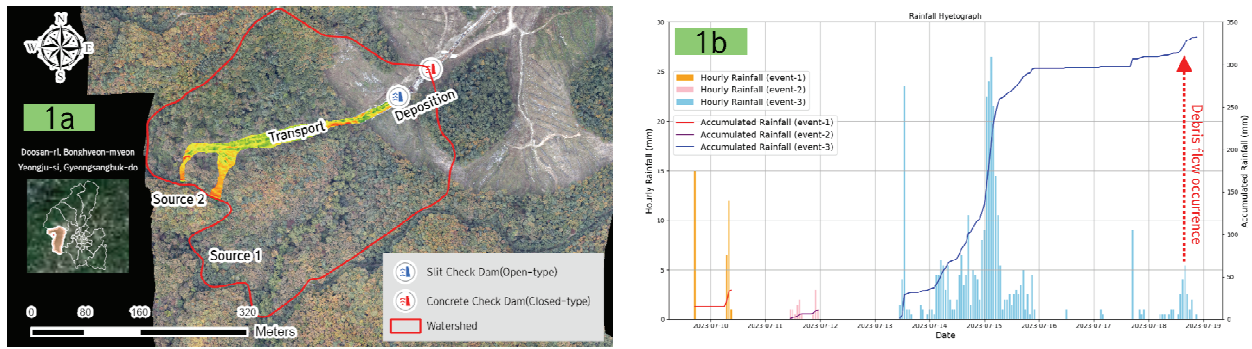 N
W E
S
1a
Doosan-ri, Bonghyeon-myeon
Yeongju-si, Gyeongsangbuk-do
Transport
Deposition
Source 2
Source 1
Slit Check Dam(Open-type)
Concrete Check Dam(Closed-type)
Watershed
0 80 160 320
Meters
Rainfall Hyetograph
1b
Hourly Rainfall (event-1)
Hourly Rainfall (event-2)
Hourly Rainfall (event-3)
Accumulated Rainfall (event-1)
Accumulated Rainfall (event-2)
Accumulated Rainfall (event-3)
Debris flow occurrence
Hourly Rainfall (mm)
30
25
20
15
10
5
0
Accumulated Rainfall (mm)
350
300
250
200
150
100
50
0
2023-07-10 2023-07-11 2023-07-12 2023-07-13 2023-07-14 2023-07-15 2023-07-16 2023-07-17 2023-07-18 2023-07-19
Date